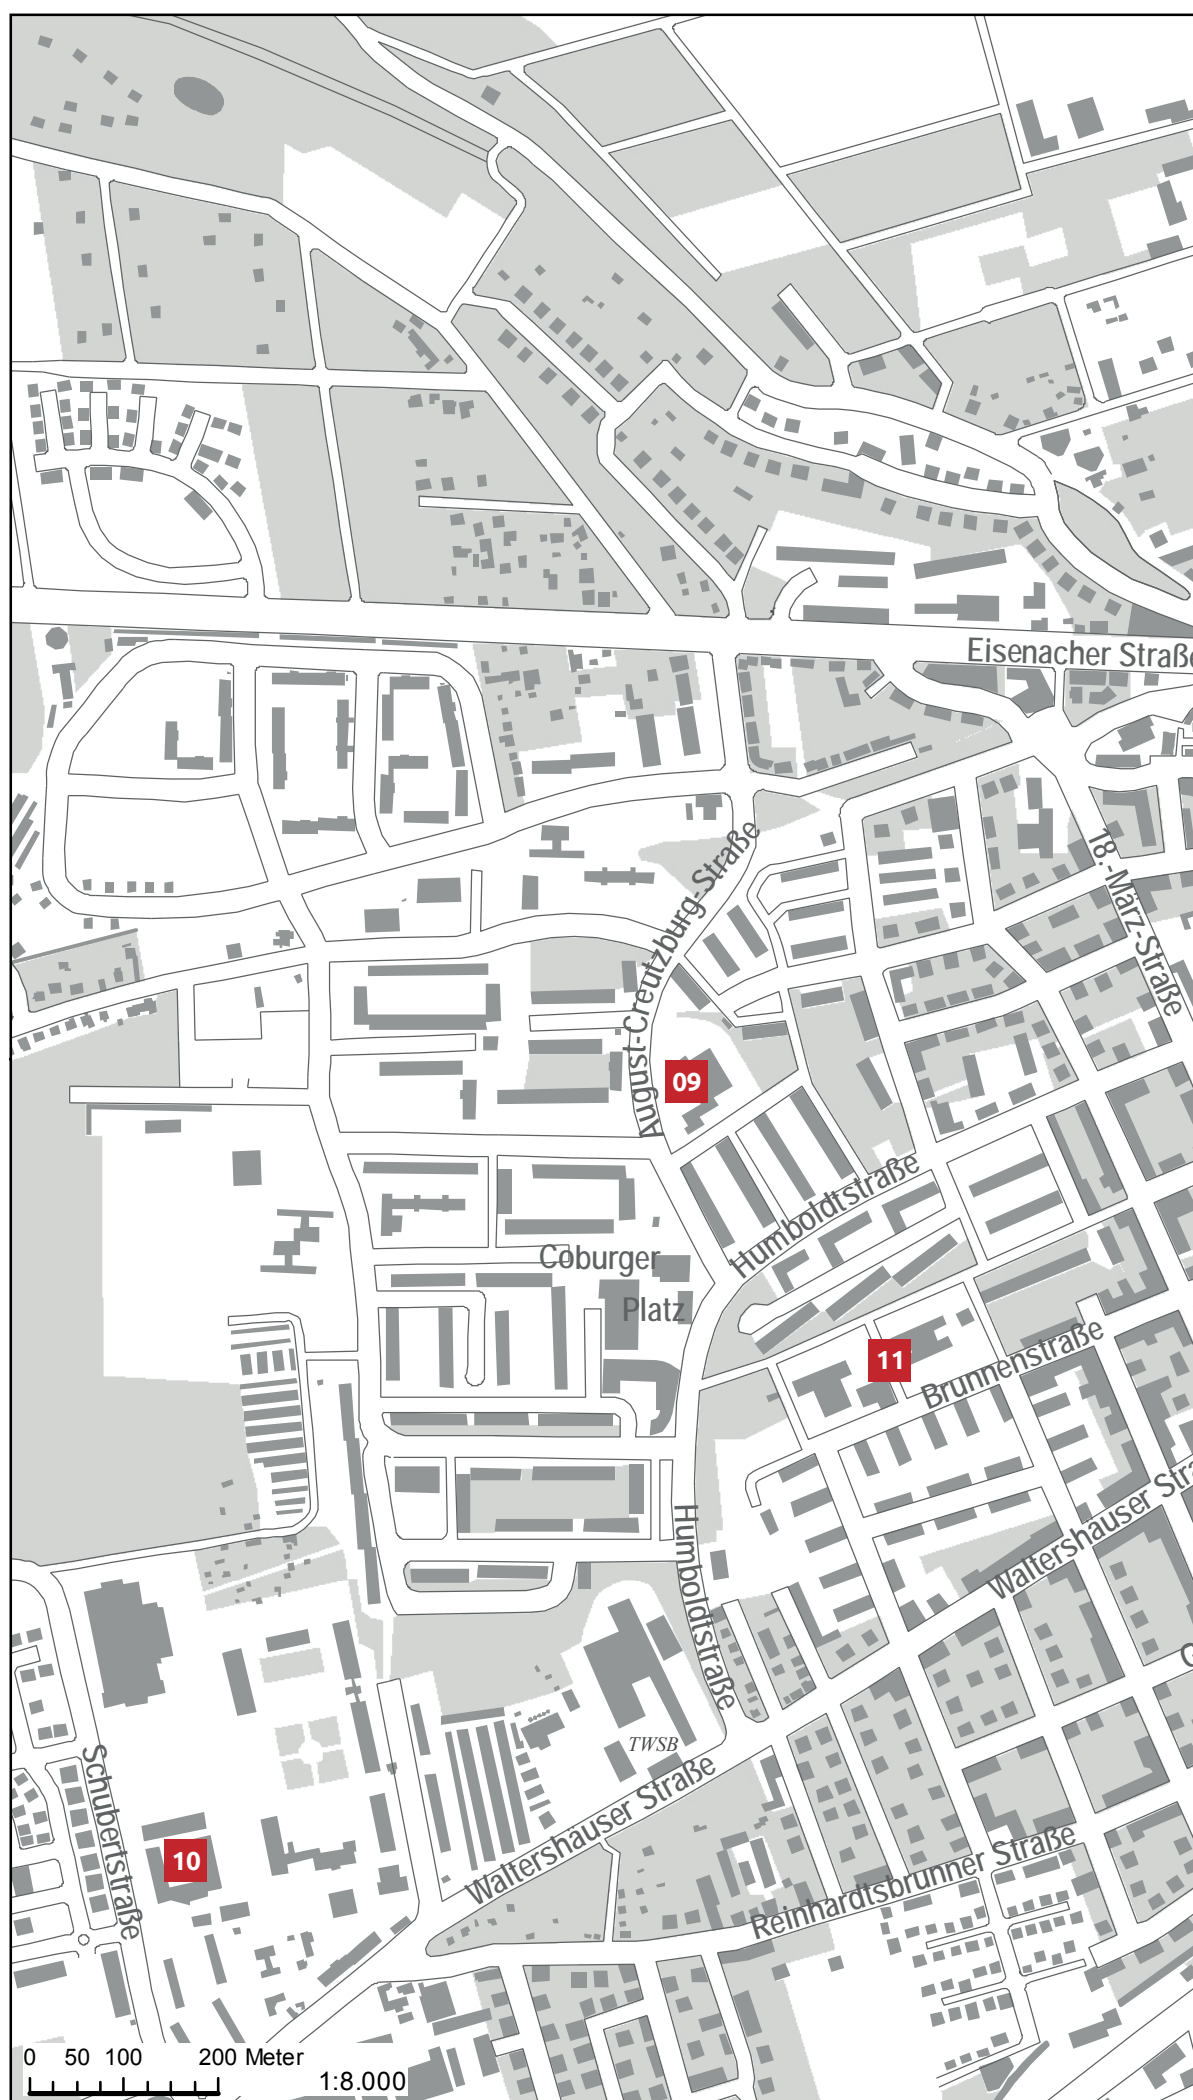 Eisenacher Straße
18.-März-Straße
August-Creutzburg-Straße
09
Humboldtstraße
Coburger
Platz
11
Brunnenstraße
Waltershäuser Stra
Humboldtstraße
G
TWSB
Schubertstraße
Waltershäuser Straße
10
Reinhardtsbrunner Straße
0 50 100 200 Meter
1:8.000